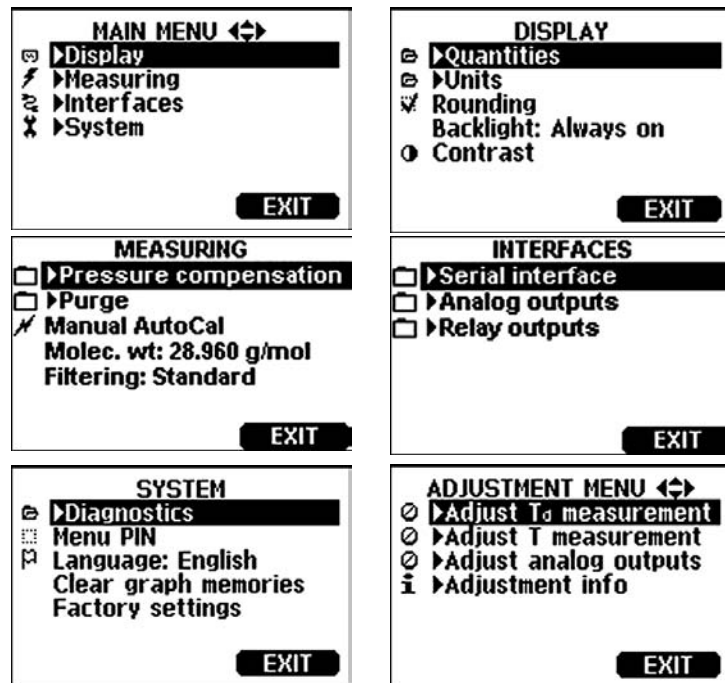 MAIN MENU
Display
Measuring
Interfaces
System
EXIT
DISPLAY
Quantities
Units
Rounding
Backlight: Always on
Contrast
EXIT
MEASURING
Pressure compensation
Purge
Manual AutoCal
Molec. wt: 28.960 g/mol
Filtering: Standard
EXIT
INTERFACES
Serial interface
Analog outputs
Relay outputs
EXIT
SYSTEM
Diagnostics
Menu PIN
Language: English
Clear graph memories
Factory settings
EXIT
ADJUSTMENT MENU
Adjust Td measurement
Adjust T measurement
Adjust analog outputs
Adjustment info
EXIT